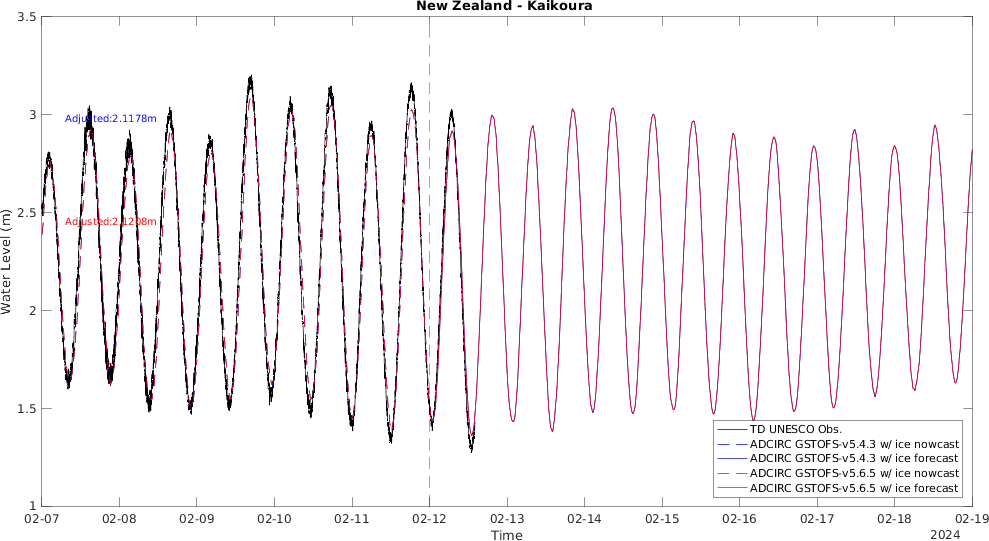 New Zealand - Kaikoura
3.5
3
2.5
2
1.5
1
Water Level (m)
Adjusted:2.1178m
Adjusted:2.1208m
TD UNESCO Obs.
ADCIRC GSTOFS-v5.4.3 w/ ice nowcast
ADCIRC GSTOFS-v5.4.3 w/ ice forecast
ADCIRC GSTOFS-v5.6.5 w/ ice nowcast
ADCIRC GSTOFS-v5.6.5 w/ ice forecast
02-07 02-08 02-09 02-10 02-11 02-12 02-13 02-14 02-15 02-16 02-17 02-18 02-19
Time
2024